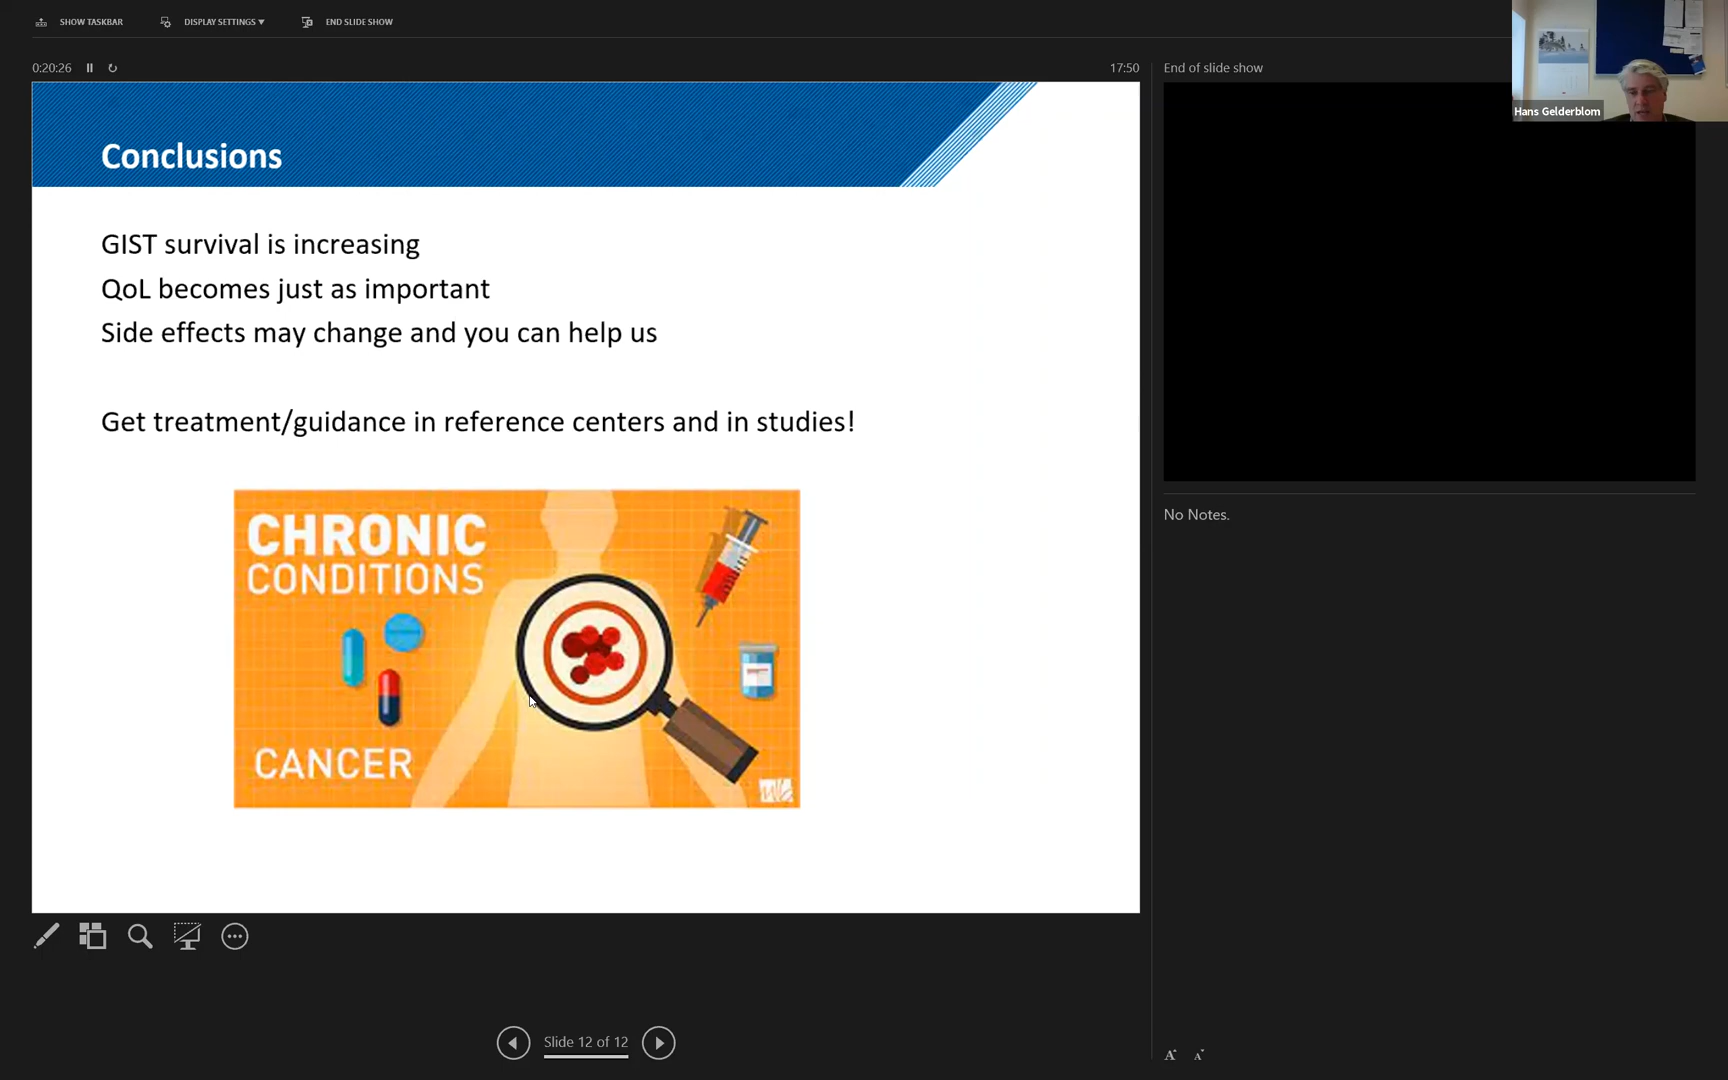 SHOW TASKBAR
DISPLAY SETTINGS ▾
END SLIDE SHOW
0:20:26
17:50
End of slide show
Hans Gelderblom
Conclusions
GIST survival is increasing
QoL becomes just as important
Side effects may change and you can help us
Get treatment/guidance in reference centers and in studies!
CHRONIC
CONDITIONS
CANCER
No Notes.
Slide 12 of 12
A A